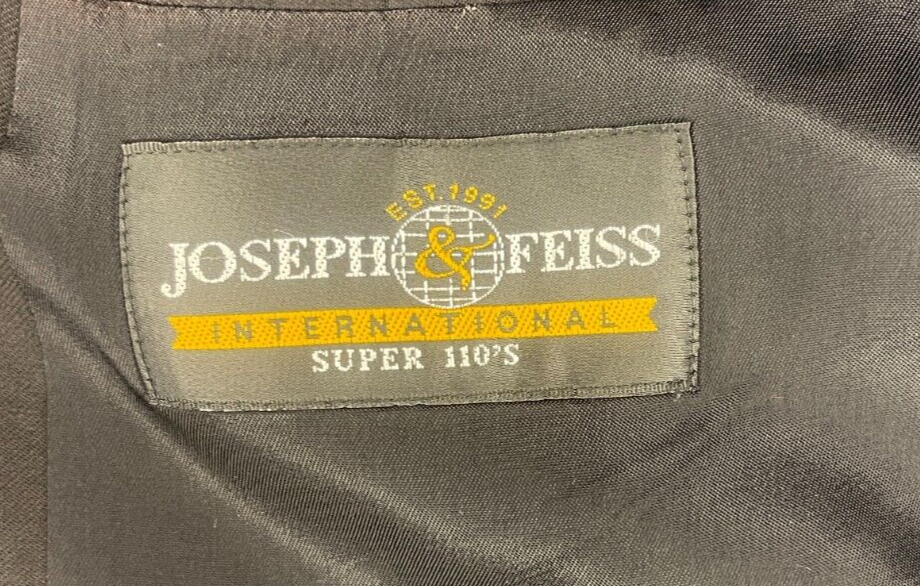 EST. 1991
JOSEPH & FEISS
INTERNATIONAL
SUPER 110'S